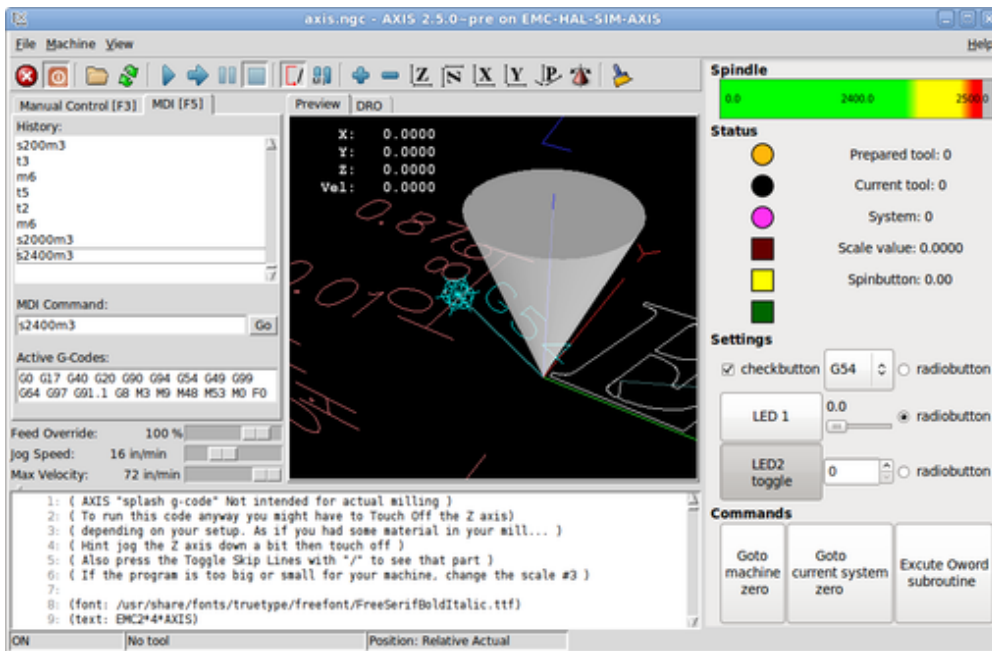 axis.ngc - AXIS 2.5.0~pre on EMC-HAL-SIM-AXIS
File Machine View Help
Manual Control [F3] MDI [F5]
History:
s200m3
t3
m6
t5
t2
m6
s2000m3
s2400m3
MDI Command:
s2400m3 Go
Active G-Codes:
G0 G17 G40 G20 G90 G94 G54 G49 G99
G64 G97 G91.1 G8 M3 M9 M48 M53 M0 F0
Feed Override: 100 %
Jog Speed: 16 in/min
Max Velocity: 72 in/min
Preview DRO
X: 0.0000
Y: 0.0000
Z: 0.0000
Vel: 0.0000
G54
Spindle
0.0 2400.0 2500.0
Status
Prepared tool: 0
Current tool: 0
System: 0
Scale value: 0.0000
Spinbutton: 0.00
Settings
checkbutton G54 radiobutton
LED 1 0.0 radiobutton
LED2
toggle 0 radiobutton
Commands
Goto
machine
zero
Goto
current system
zero
Excute Oword
subroutine
1: ( AXIS "splash g-code" Not intended for actual milling )
2: ( To run this code anyway you might have to Touch Off the Z axis)
3: ( depending on your setup. As if you had some material in your mill... )
4: ( Hint jog the Z axis down a bit then touch off )
5: ( Also press the Toggle Skip Lines with "/" to see that part )
6: ( If the program is too big or small for your machine, change the scale #3 )
7:
8: (font: /usr/share/fonts/truetype/freefont/FreeSerifBoldItalic.ttf)
9: (text: EMC2*4*AXIS)
ON No tool Position: Relative Actual